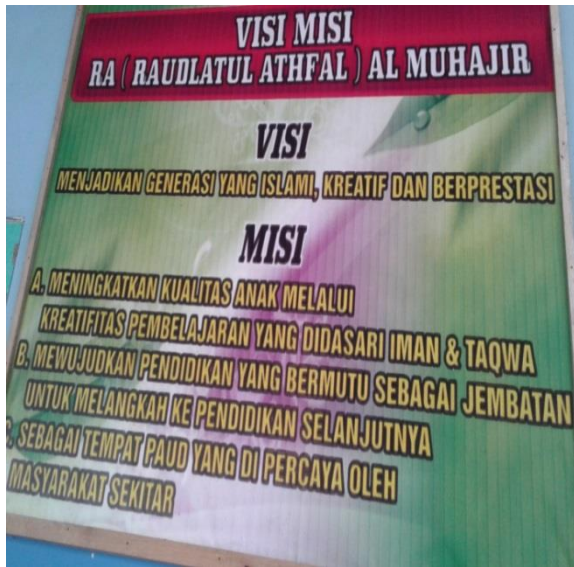 VISI MISI
RA ( RAUDLATUL ATHFAL ) AL MUHAJIR
VISI
MENJADIKAN GENERASI YANG ISLAMI, KREATIF DAN BERPRESTASI
MISI
A. MENINGKATKAN KUALITAS ANAK MELALUI
KREATIFITAS PEMBELAJARAN YANG DIDASARI IMAN & TAQWA
B. MEWUJUDKAN PENDIDIKAN YANG BERMUTU SEBAGAI JEMBATAN
UNTUK MELANGKAH KE PENDIDIKAN SELANJUTNYA
C. SEBAGAI TEMPAT PAUD YANG DI PERCAYA OLEH
MASYARAKAT SEKITAR